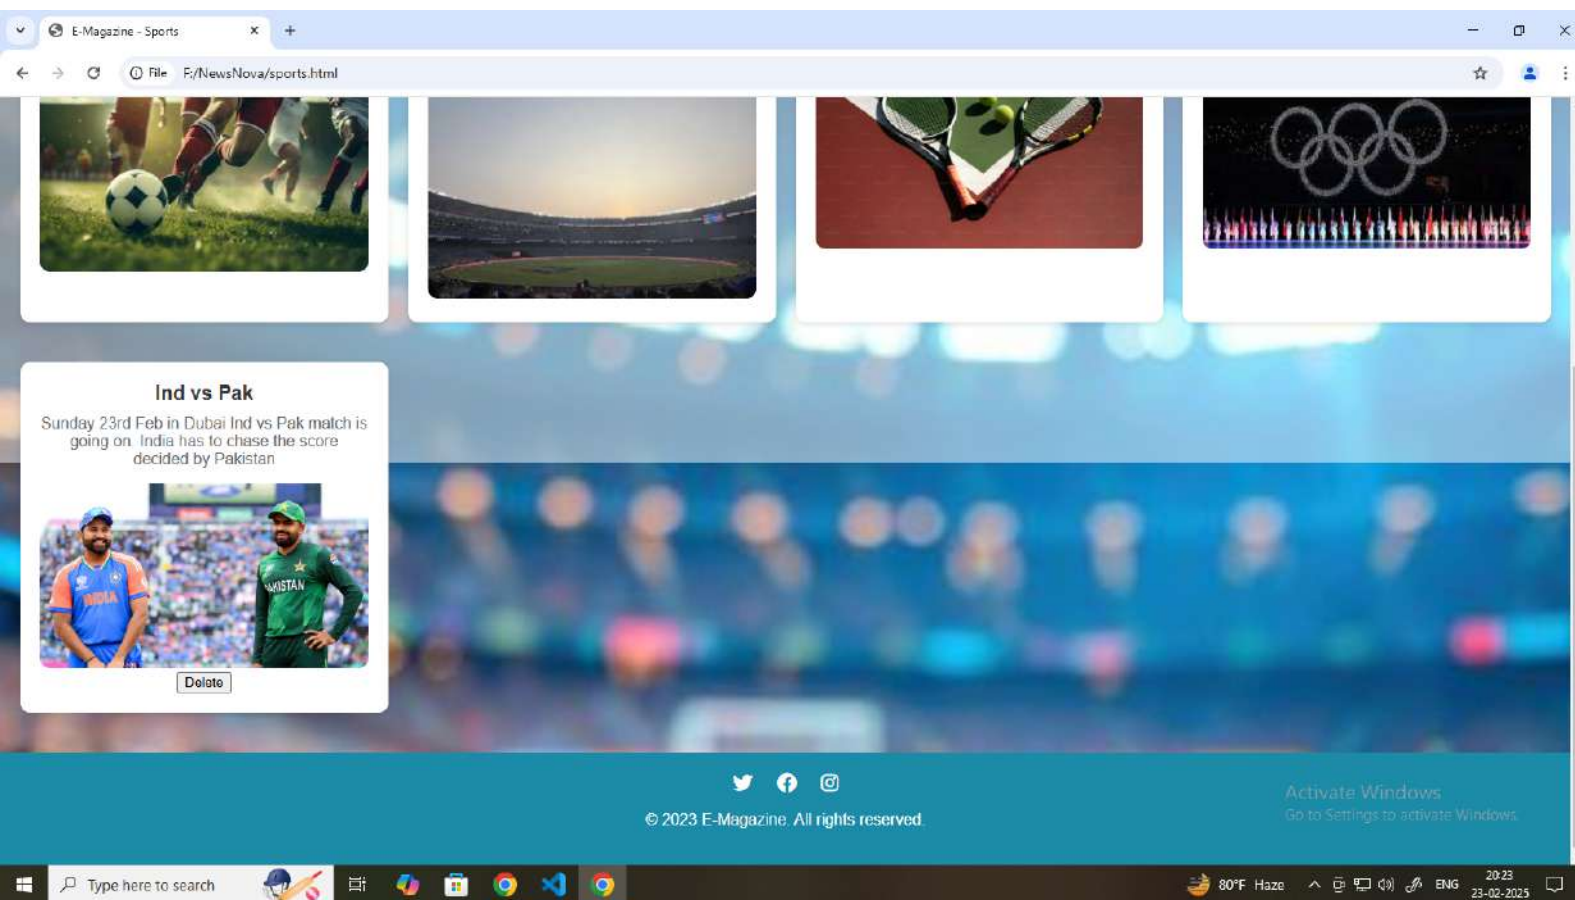 E-Magazine - Sports
File F:/NewsNova/sports.html
Ind vs Pak
Sunday 23rd Feb in Dubai Ind vs Pak match is
going on. India has to chase the score
decided by Pakistan
INDIA
PAKISTAN
Delete
© 2023 E-Magazine. All rights reserved.
Activate Windows
Go to Settings to activate Windows.
Type here to search
80°F Haze
ENG
20:23
23-02-2025